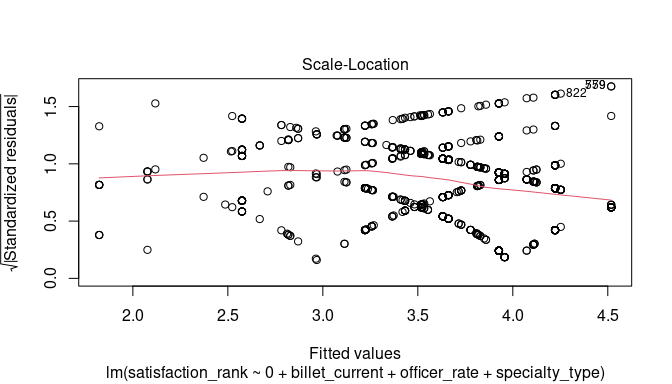 Scale-Location
√|Standardized residuals|
1.5
1.0
0.5
0.0
822
2.0 2.5 3.0 3.5 4.0 4.5
Fitted values
lm(satisfaction_rank ~ 0 + billet_current + officer_rate + specialty_type)